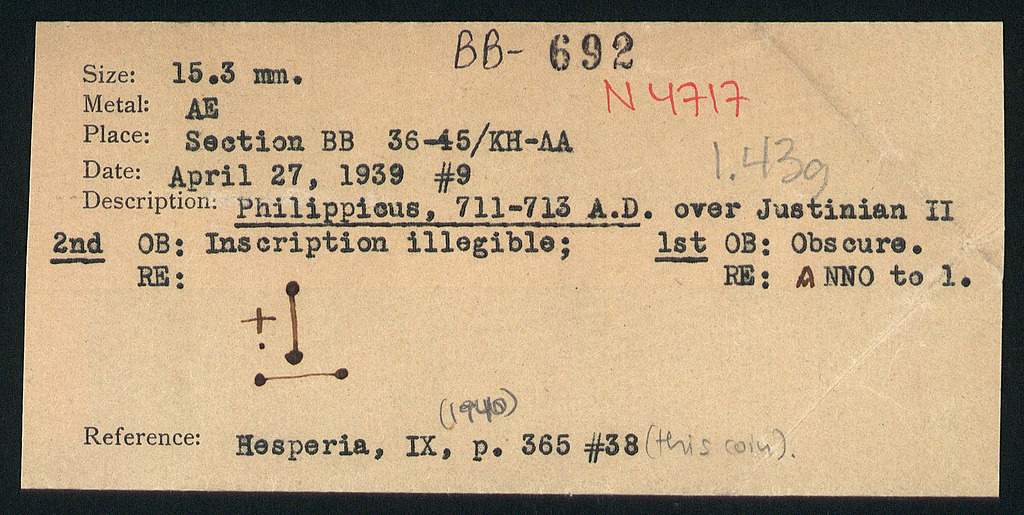 BB- 692
N 4717
Size: 15.3 mm.
Metal: AE
Place: Section BB 36-45/KH-AA
1.43g
Date: April 27, 1939 #9
Description: Philippicus, 711-713 A.D. over Justinian II
2nd OB: Inscription illegible; 1st OB: Obscure.
RE: RE: ANNO to l.
+ I
(1940)
Reference: Hesperia, IX, p. 365 #38 (this coin).